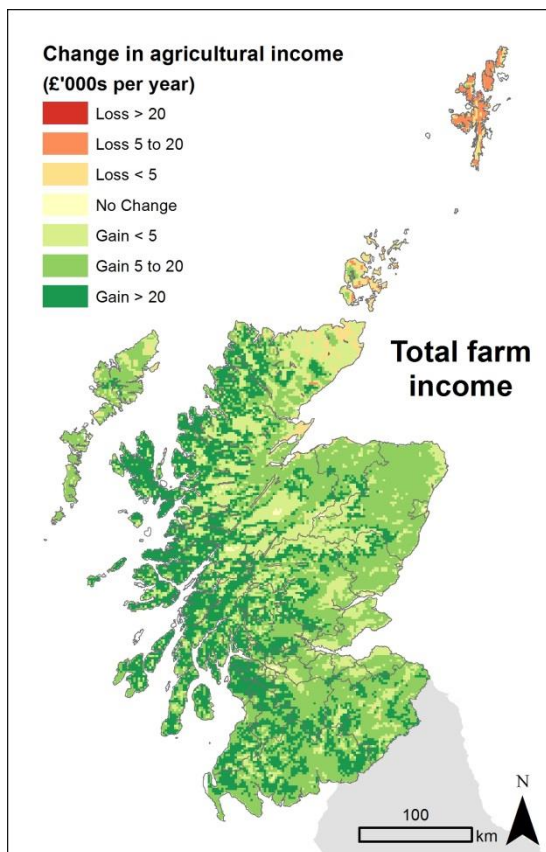 Change in agricultural income
(£'000s per year)
Loss > 20
Loss 5 to 20
Loss < 5
No Change
Gain < 5
Gain 5 to 20
Gain > 20
Total farm
income
N
100
km